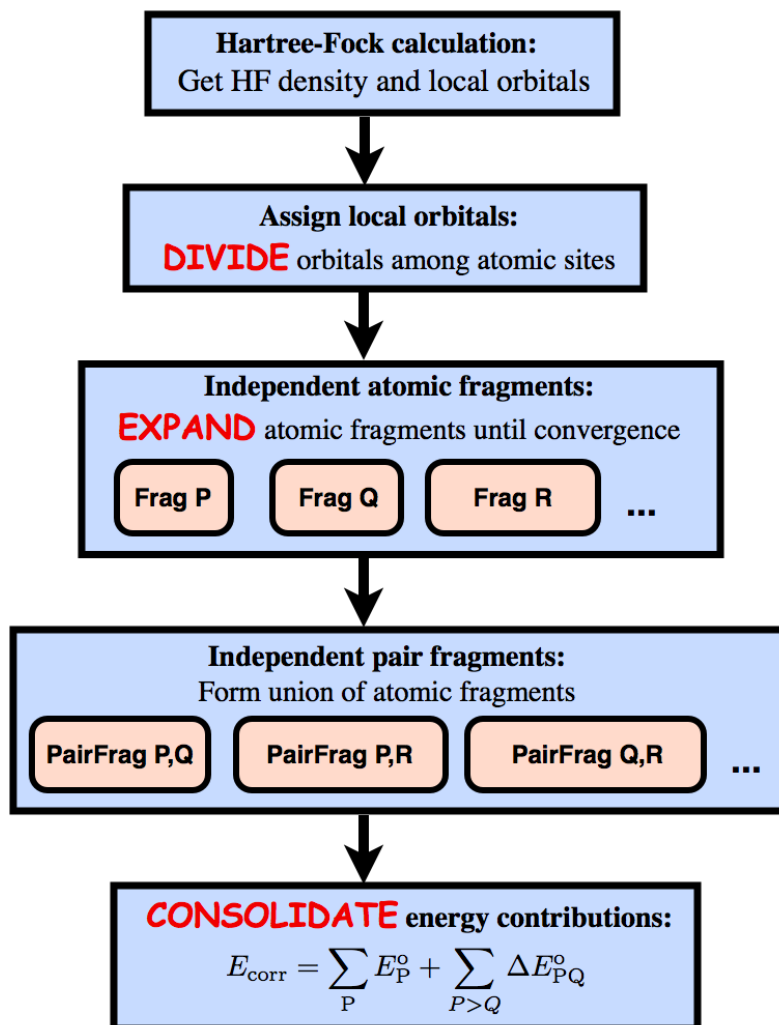 Hartree-Fock calculation:
Get HF density and local orbitals
Assign local orbitals:
DIVIDE orbitals among atomic sites
Independent atomic fragments:
EXPAND atomic fragments until convergence
Frag P Frag Q Frag R ...
Independent pair fragments:
Form union of atomic fragments
PairFrag P,Q PairFrag P,R PairFrag Q,R ...
CONSOLIDATE energy contributions:
E_corr = ∑_P E_P^o + ∑_{P>Q} ΔE_PQ^o